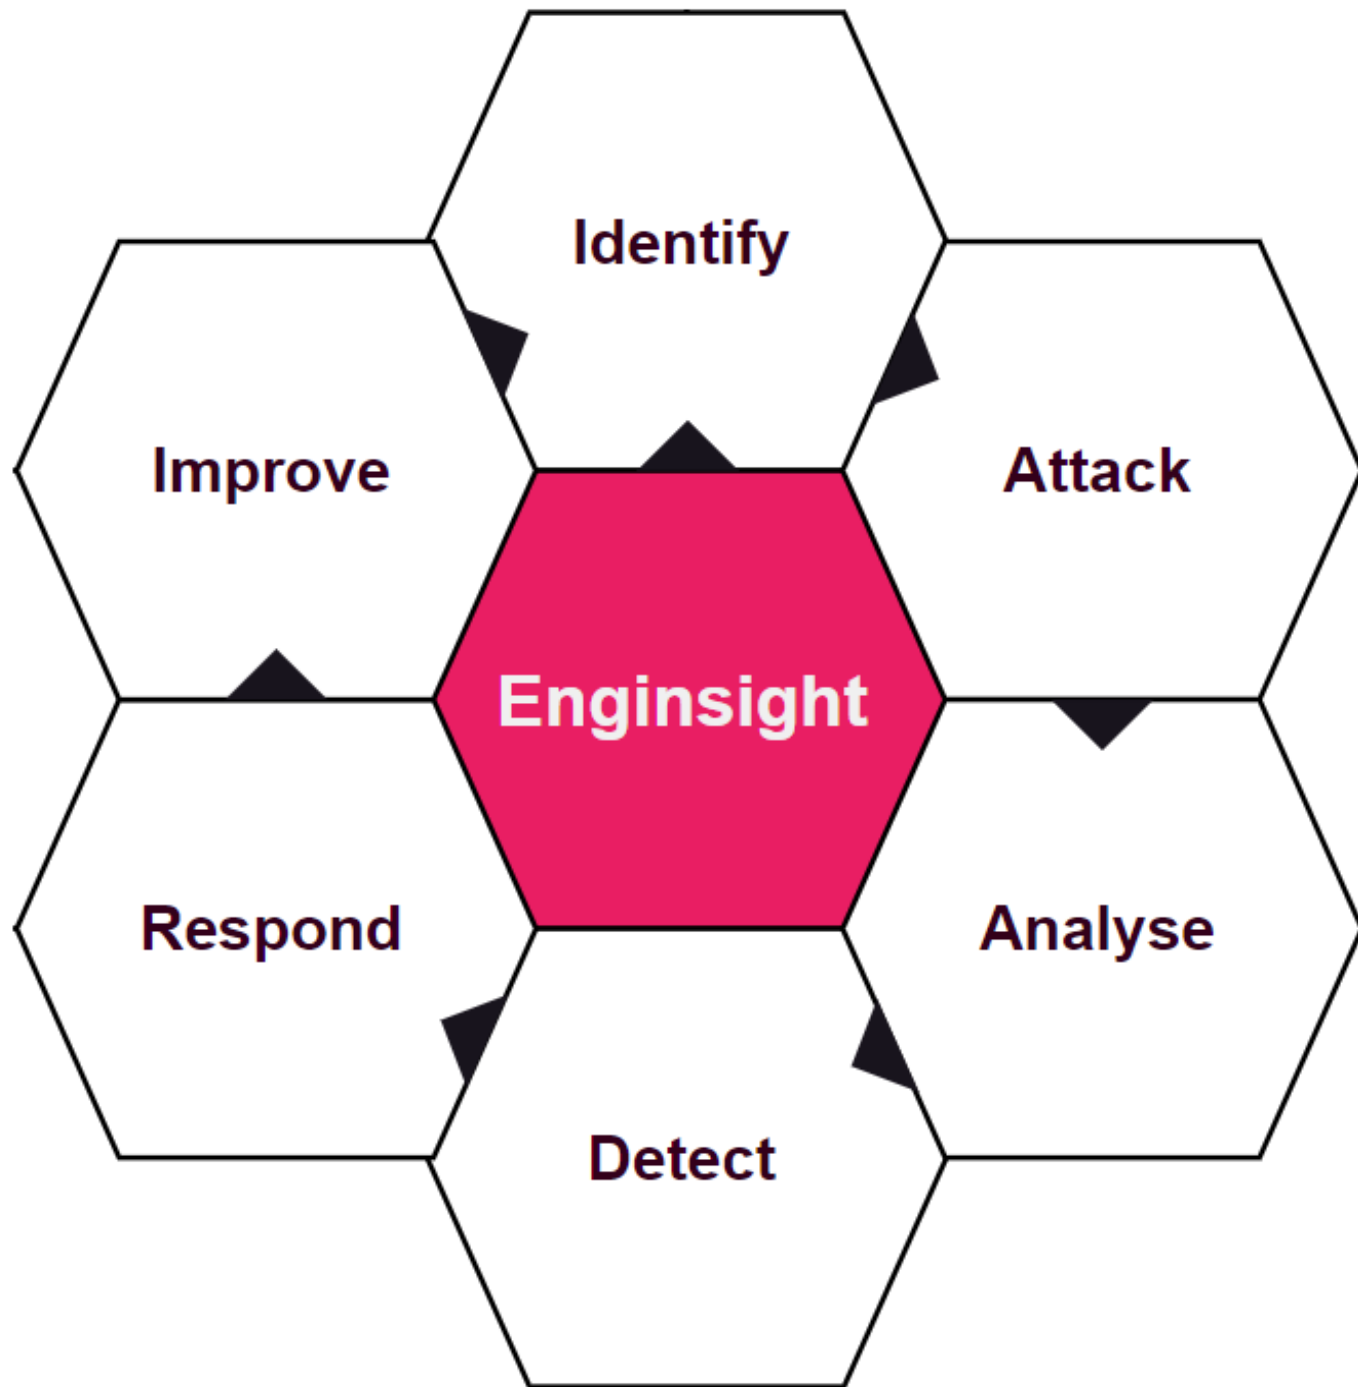 Identify
Improve
Attack
Enginsight
Respond
Analyse
Detect